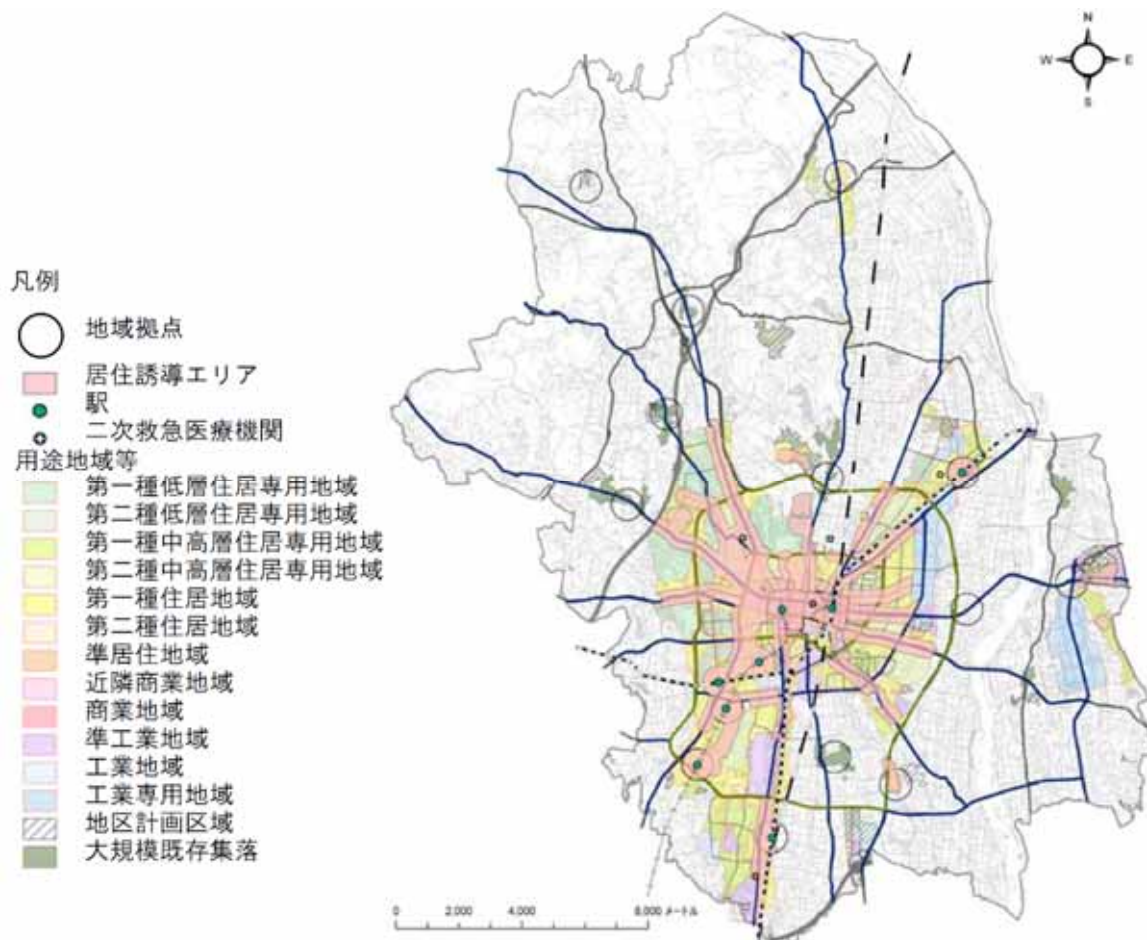 N
W E
S
凡例
地域拠点
居住誘導エリア
駅
二次救急医療機関
用途地域等
第一種低層住居専用地域
第二種低層住居専用地域
第一種中高層住居専用地域
第二種中高層住居専用地域
第一種住居地域
第二種住居地域
準居住地域
近隣商業地域
商業地域
準工業地域
工業地域
工業専用地域
地区計画区域
大規模既存集落
0 2,000 4,000 8,000 メートル